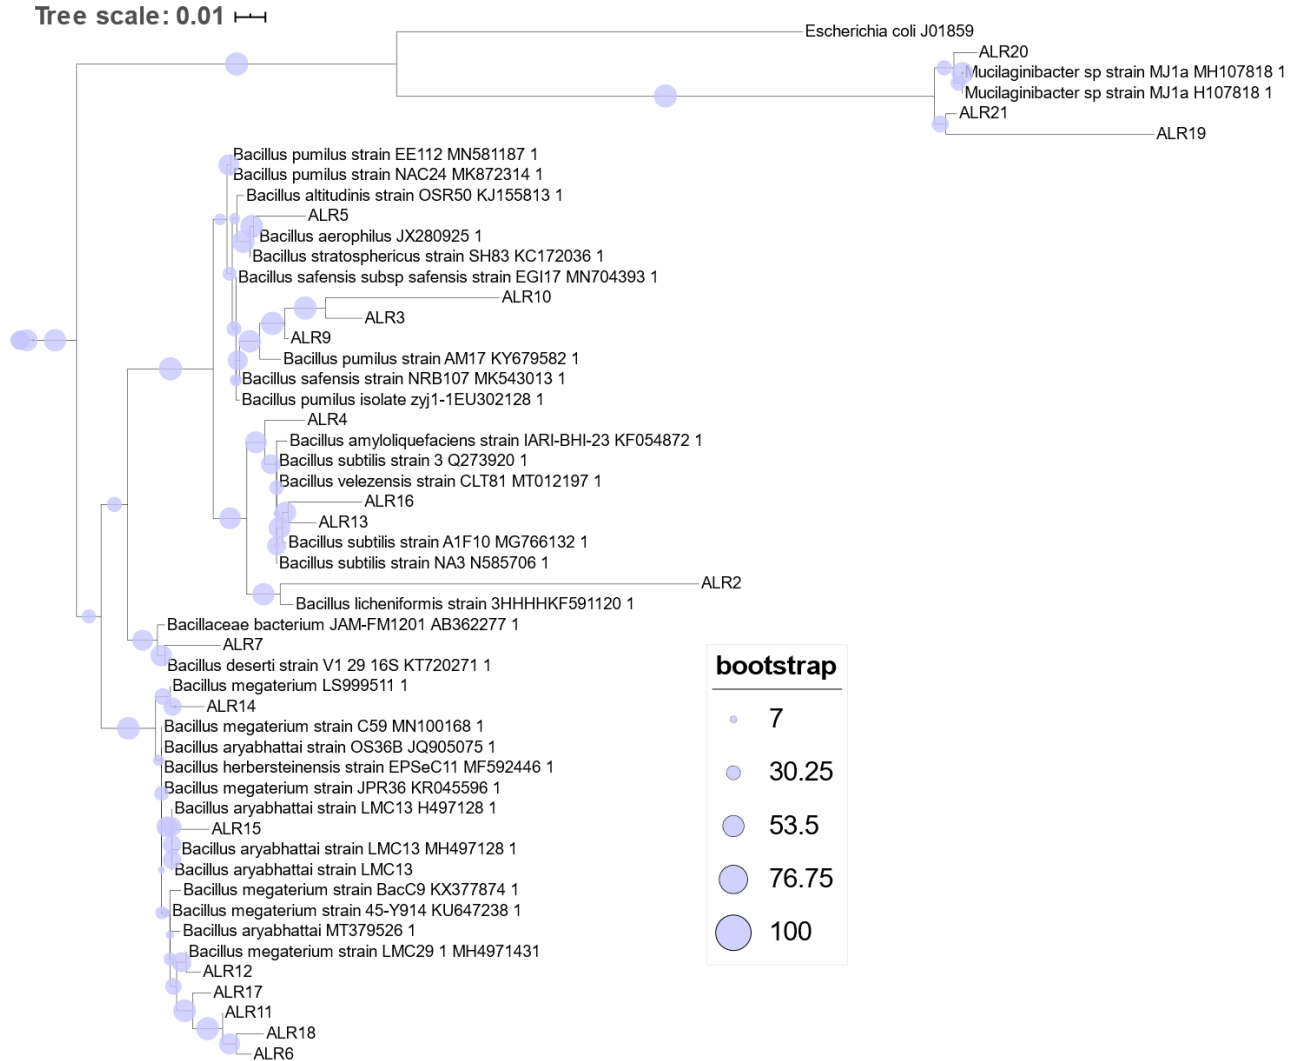 Tree scale: 0.01
Escherichia coli J01859
ALR20
Mucilaginibacter sp strain MJ1a MH107818 1
Mucilaginibacter sp strain MJ1a H107818 1
ALR21
ALR19
Bacillus pumilus strain EE112 MN581187 1
Bacillus pumilus strain NAC24 MK872314 1
Bacillus altitudinis strain OSR50 KJ155813 1
ALR5
Bacillus aerophilus JX280925 1
Bacillus stratosphericus strain SH83 KC172036 1
Bacillus safensis subsp safensis strain EGI17 MN704393 1
ALR10
ALR3
ALR9
Bacillus pumilus strain AM17 KY679582 1
Bacillus safensis strain NRB107 MK543013 1
Bacillus pumilus isolate zyj1-1EU302128 1
ALR4
Bacillus amyloliquefaciens strain IARI-BHI-23 KF054872 1
Bacillus subtilis strain 3 Q273920 1
Bacillus velezensis strain CLT81 MT012197 1
ALR16
ALR13
Bacillus subtilis strain A1F10 MG766132 1
Bacillus subtilis strain NA3 N585706 1
ALR2
Bacillus licheniformis strain 3HHHHKF591120 1
Bacillaceae bacterium JAM-FM1201 AB362277 1
ALR7
Bacillus deserti strain V1 29 16S KT720271 1
Bacillus megaterium LS999511 1
ALR14
Bacillus megaterium strain C59 MN100168 1
Bacillus aryabhattai strain OS36B JQ905075 1
Bacillus herbersteinensis strain EPSeC11 MF592446 1
Bacillus megaterium strain JPR36 KR045596 1
Bacillus aryabhattai strain LMC13 H497128 1
ALR15
Bacillus aryabhattai strain LMC13 MH497128 1
Bacillus aryabhattai strain LMC13
Bacillus megaterium strain BacC9 KX377874 1
Bacillus megaterium strain 45-Y914 KU647238 1
Bacillus aryabhattai MT379526 1
Bacillus megaterium strain LMC29 1 MH4971431
ALR12
ALR17
ALR11
ALR18
ALR6
bootstrap
7
30.25
53.5
76.75
100